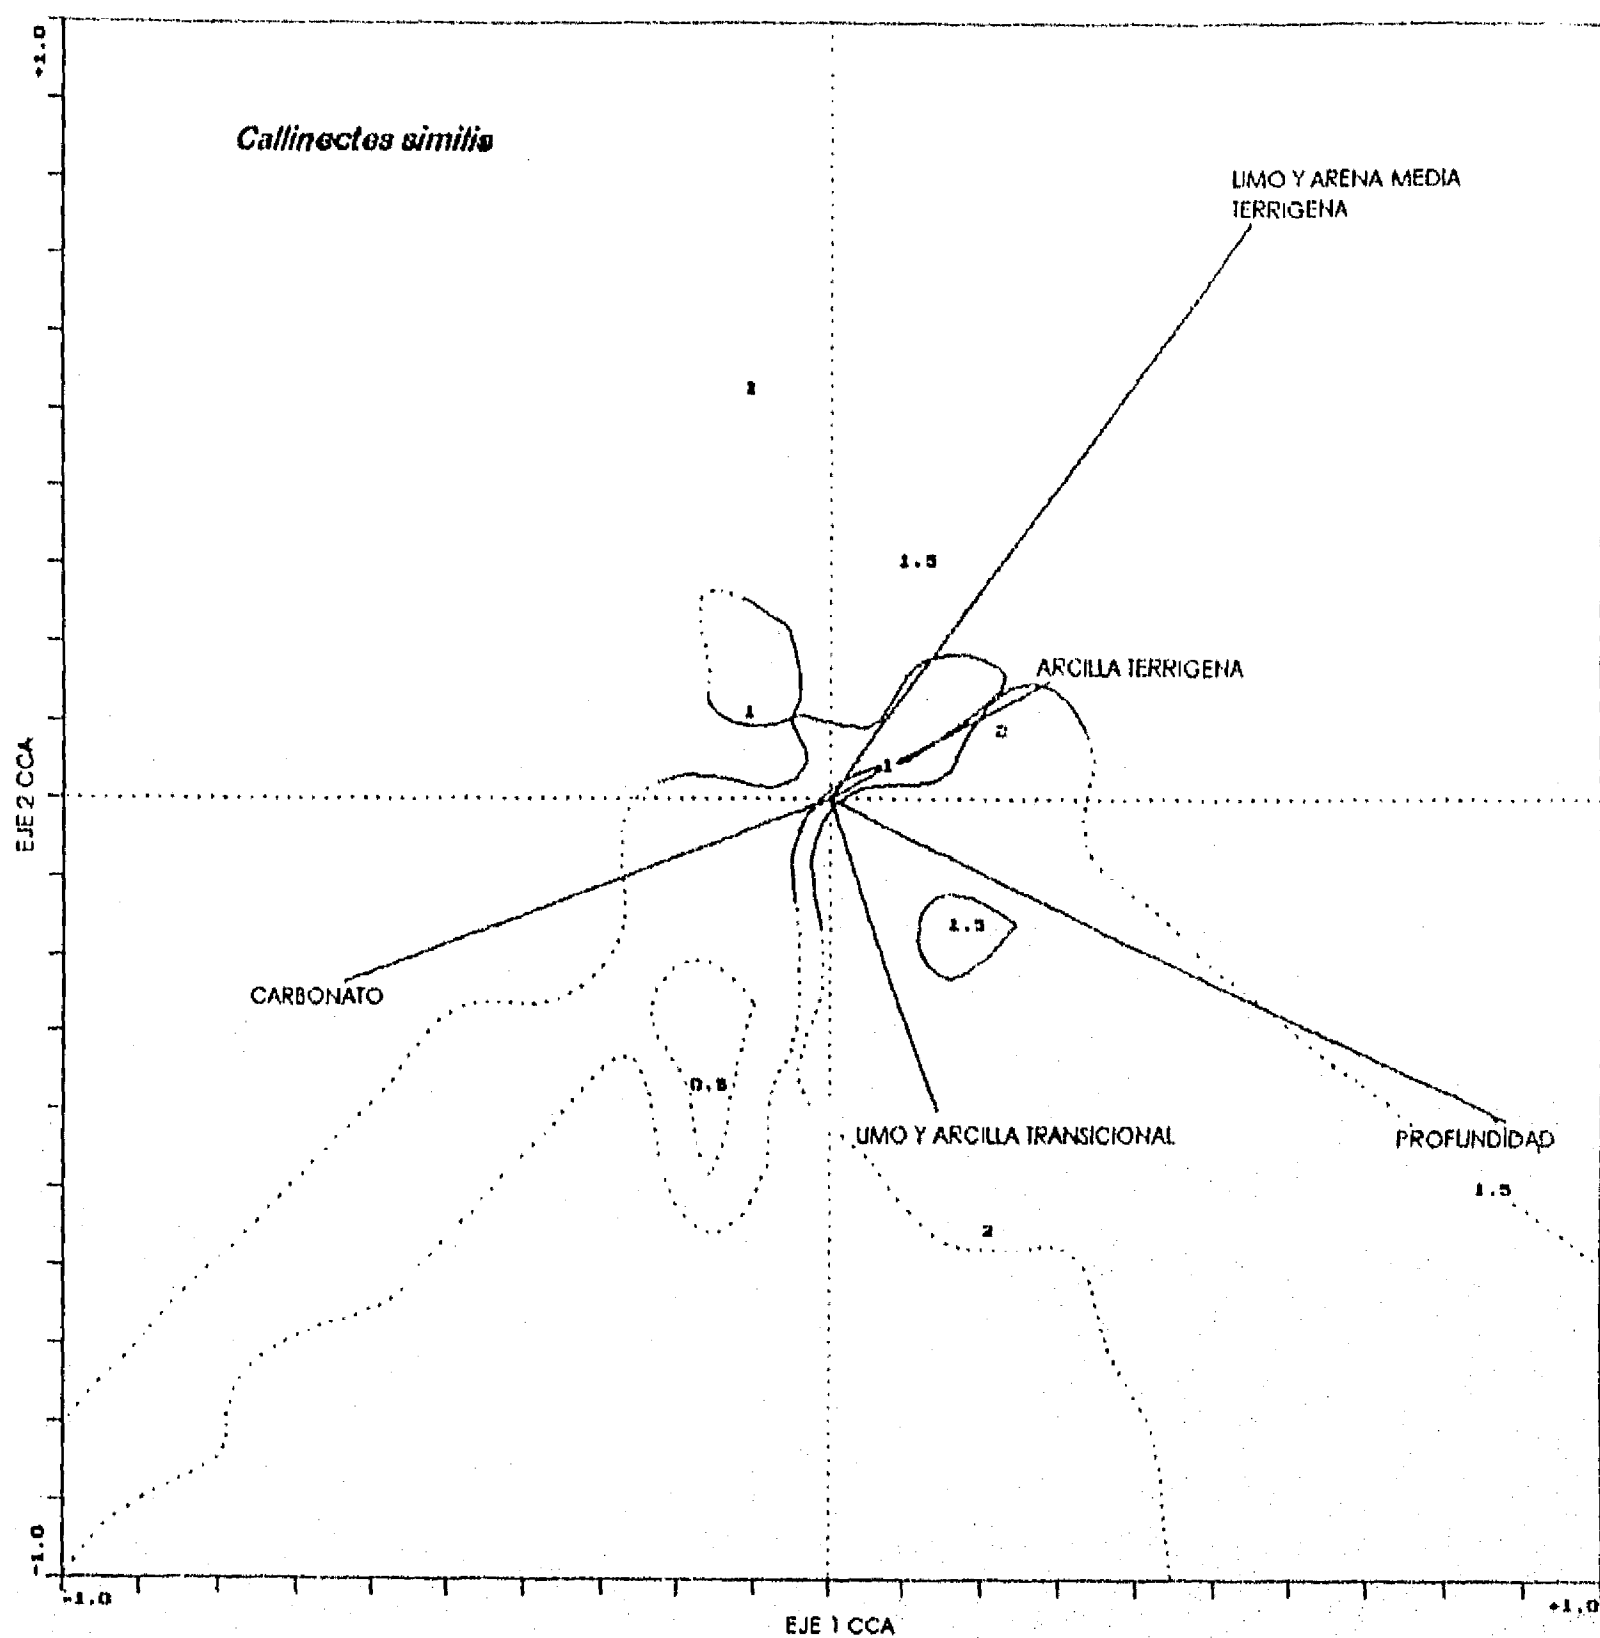 +1.0
Callinectes similis
LIMO Y ARENA MEDIA
TERRIGENA
1
1.5
ARCILLA TERRIGENA
1
2
1
EJE 2 CCA
1.5
CARBONATO
0.5
LIMO Y ARCILLA TRANSICIONAL
PROFUNDIDAD
1.5
2
-1.0
-1.0
+1.0
EJE 1 CCA